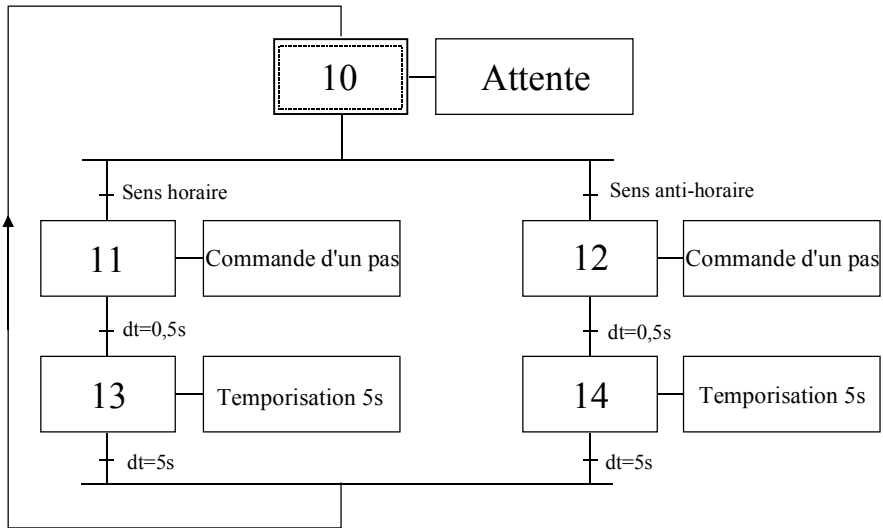 10
Attente
Sens horaire
Sens anti-horaire
11
Commande d'un pas
12
Commande d'un pas
dt=0,5s
dt=0,5s
13
Temporisation 5s
14
Temporisation 5s
dt=5s
dt=5s